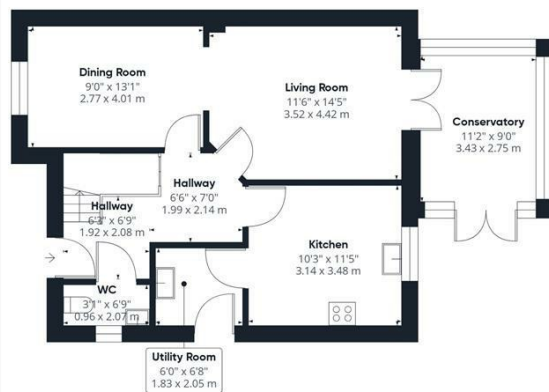 Dining Room
9'0" x 13'1"
2.77 x 4.01 m
Living Room
11'6" x 14'5"
3.52 x 4.42 m
Conservatory
11'2" x 9'0"
3.43 x 2.75 m
Hallway
6'6" x 7'0"
1.99 x 2.14 m
Hallway
6'3" x 6'9"
1.92 x 2.08 m
Kitchen
10'3" x 11'5"
3.14 x 3.48 m
WC
3'1" x 6'9"
0.96 x 2.07 m
Utility Room
6'0" x 6'8"
1.83 x 2.05 m